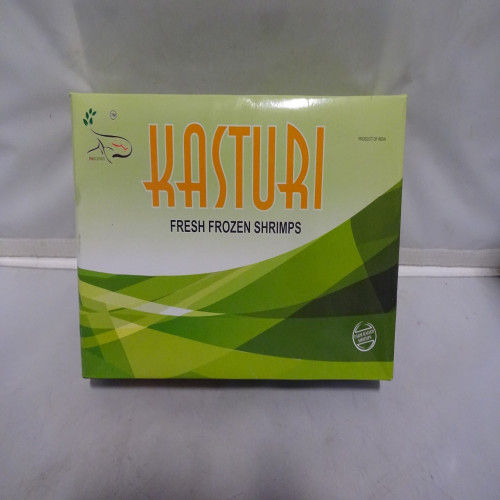 KASTURI
PRODUCT OF INDIA
FRESH FROZEN SHRIMPS